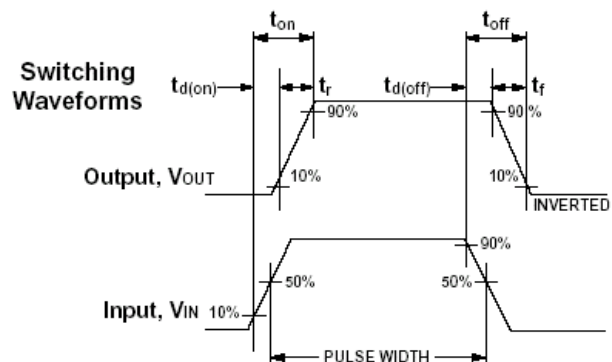 ton
toff
Switching
Waveforms
td(on)
tr
td(off)
tf
90%
90%
10%
10%
Output, VOUT
INVERTED
90%
50%
50%
Input, VIN
10%
PULSE WIDTH